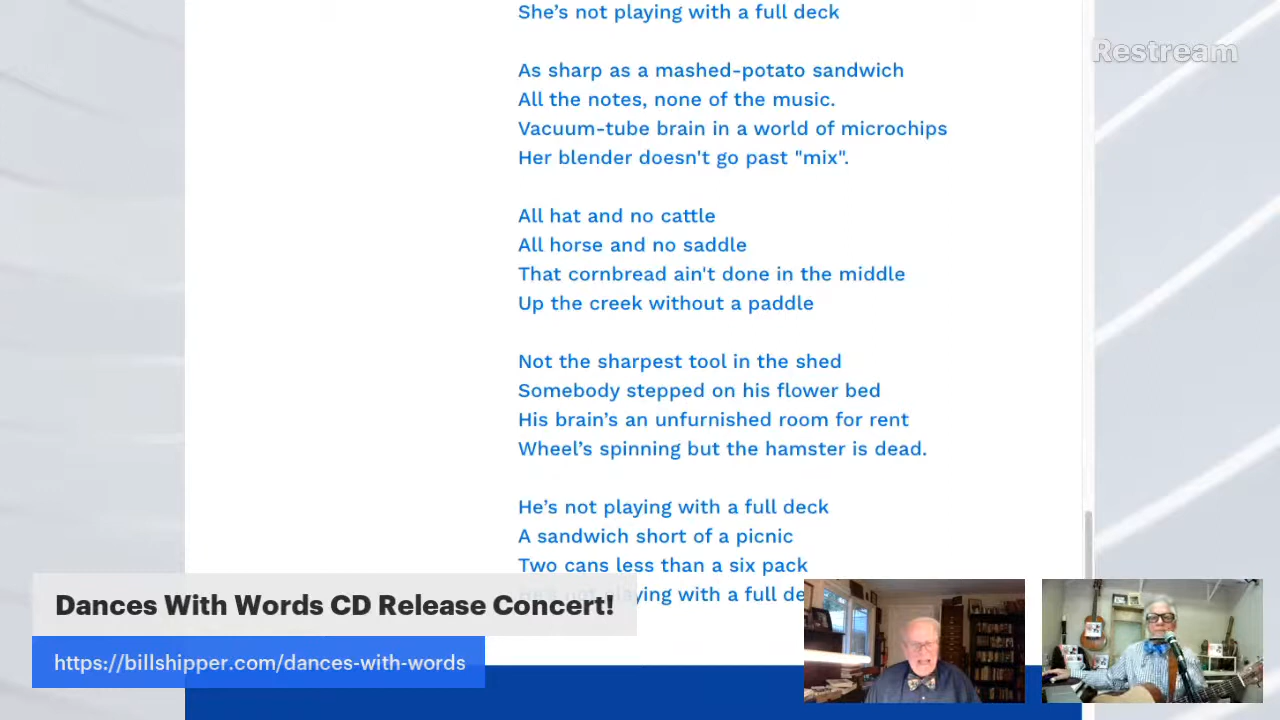 She’s not playing with a full deck
Restream
As sharp as a mashed-potato sandwich
All the notes, none of the music.
Vacuum-tube brain in a world of microchips
Her blender doesn't go past "mix".
All hat and no cattle
All horse and no saddle
That cornbread ain't done in the middle
Up the creek without a paddle
Not the sharpest tool in the shed
Somebody stepped on his flower bed
His brain’s an unfurnished room for rent
Wheel’s spinning but the hamster is dead.
He’s not playing with a full deck
A sandwich short of a picnic
Two cans less than a six pack
He’s not playing with a full de
Dances With Words CD Release Concert!
https://billshipper.com/dances-with-words